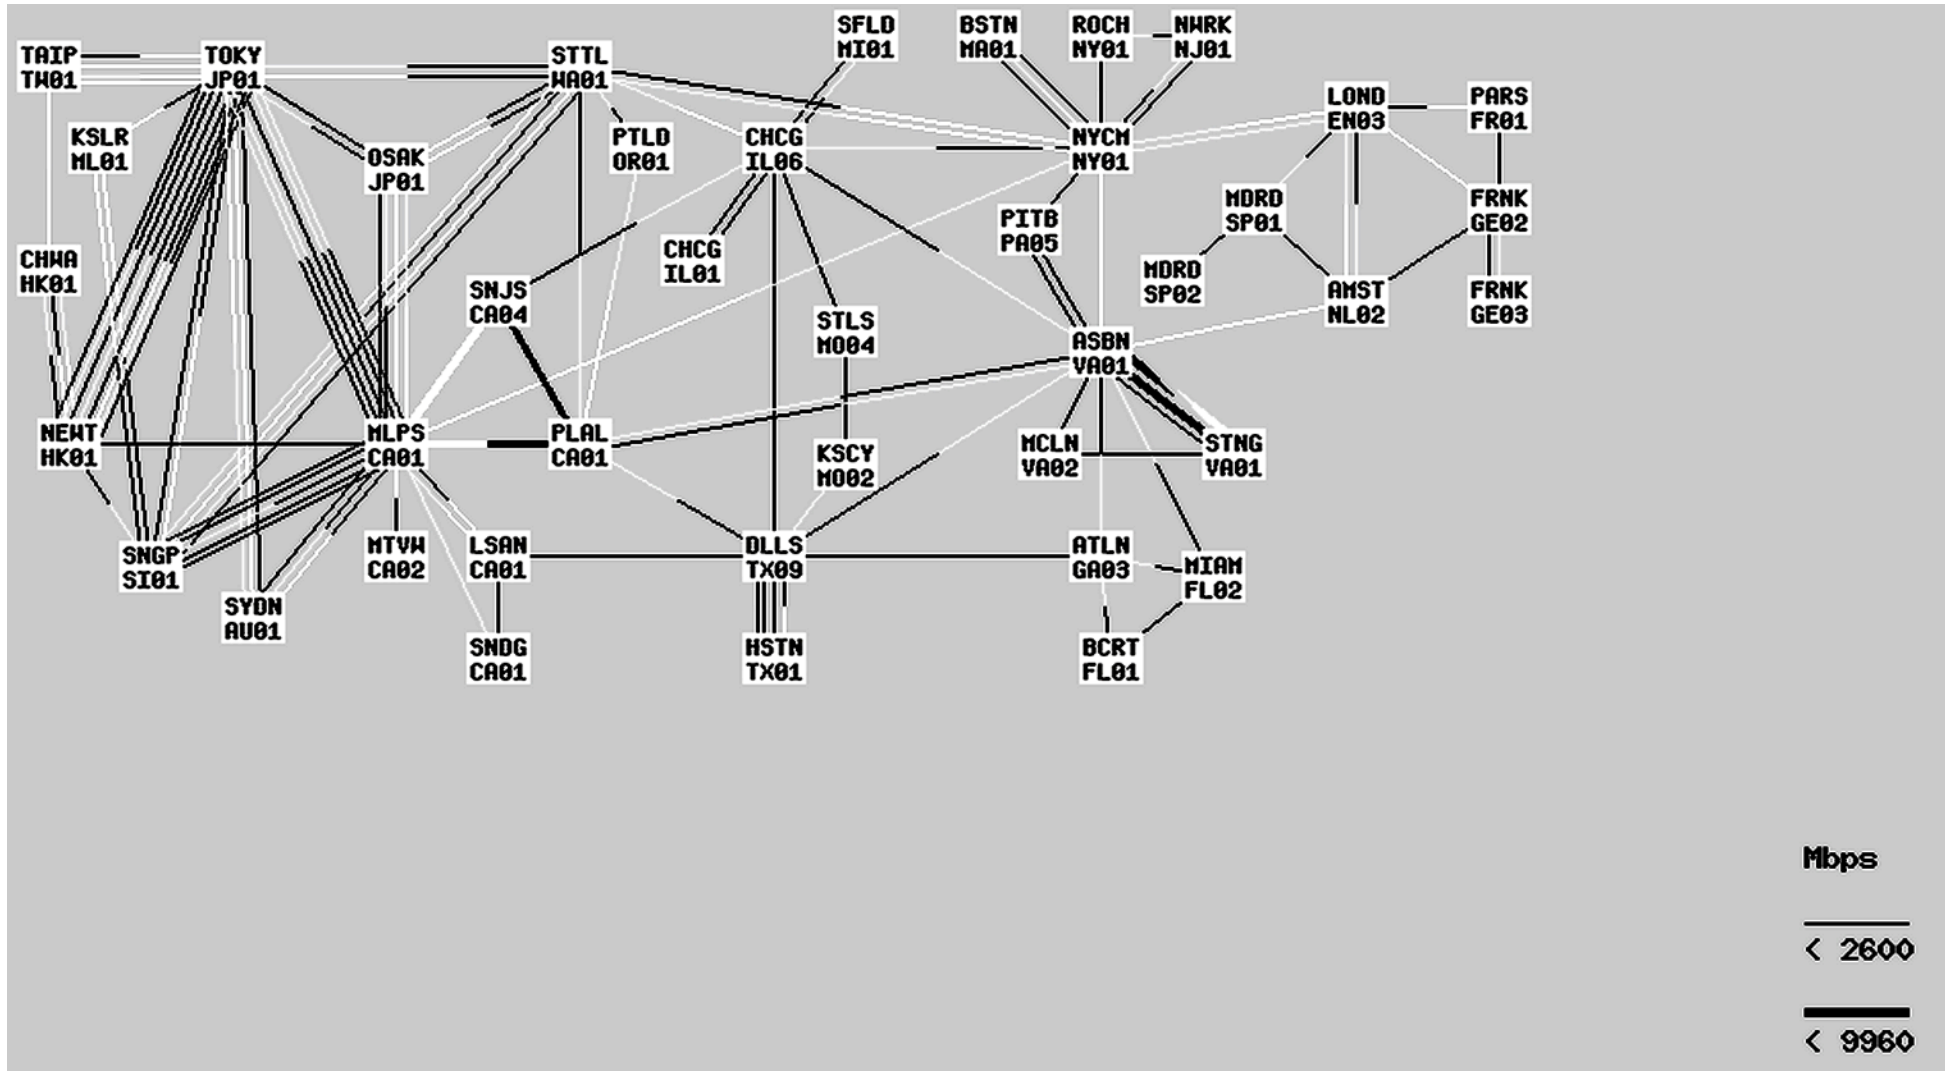 SFLD
MI01
BSTN
MA01
ROCH
NY01
NWRK
NJ01
TAIP
TW01
TOKY
JP01
STTL
WA01
LOND
EN03
PARS
FR01
KSLR
ML01
OSAK
JP01
PTLD
OR01
CHCG
IL06
NYCM
NY01
MDRD
SP01
FRNK
GE02
PITB
PA05
CHCG
IL01
CHWA
HK01
MDRD
SP02
SNJS
CA04
AMST
NL02
FRNK
GE03
STLS
MO04
ASBN
VA01
NEWT
HK01
MLPS
CA01
PLAL
CA01
KSCY
MO02
MCLN
VA02
STNG
VA01
SNGP
SI01
MTVW
CA02
LSAN
CA01
DLLS
TX09
ATLN
GA03
MIAM
FL02
SYDN
AU01
SNDG
CA01
HSTN
TX01
BCRT
FL01
Mbps
< 2600
< 9960